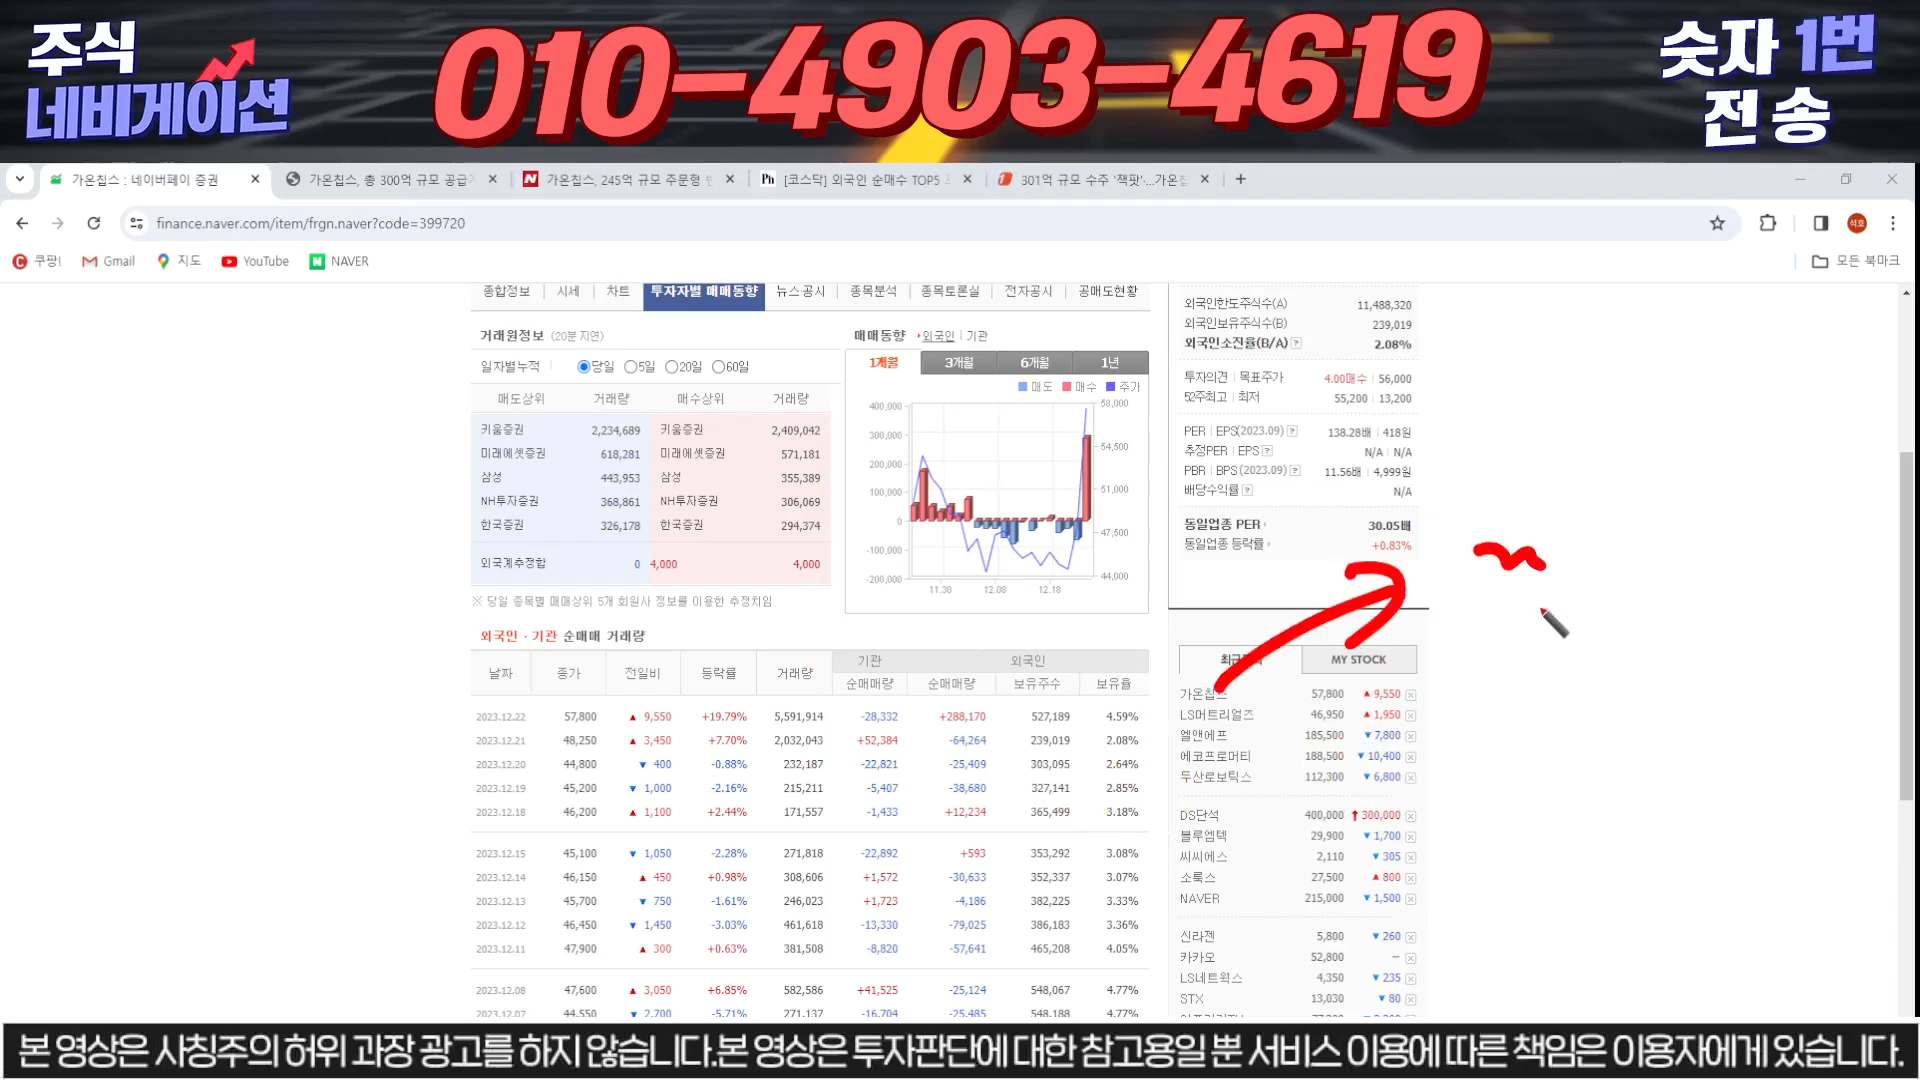 주식
네비게이션
010-4903-4619
숫자 1번
전송
가온칩스 : 네이버페이 증권
가온칩스, 총 300억 규모 공급
가온칩스, 245억 규모 주문형
[코스닥] 외국인 순매수 TOP5
301억 규모 수주 '잭팟'…가온칩
finance.naver.com/item/frgn.naver?code=399720
석호
쿠팡! Gmail 지도 YouTube NAVER 모든 북마크
종합정보 시세 차트 투자자별 매매동향 뉴스·공시 종목분석 종목토론실 전자공시 공매도현황
거래원정보 (20분 지연)
일자별누적 당일 5일 20일 60일
매도상위 거래량 매수상위 거래량
키움증권 2,234,689 키움증권 2,409,042
미래에셋증권 618,281 미래에셋증권 571,181
삼성 443,953 삼성 355,389
NH투자증권 368,861 NH투자증권 306,069
한국증권 326,178 한국증권 294,374
외국계추정합 0 4,000 4,000
※ 당일 종목별 매매상위 5개 회원사 정보를 이용한 추정치임
매매동향 외국인 기관
1개월 3개월 6개월 1년
매도 매수 주가
400,000 58,000
300,000 54,500
200,000
100,000 51,000
0 47,500
-100,000
-200,000 44,000
11.30 12.08 12.18
외국인 · 기관 순매매 거래량
날짜 종가 전일비 등락률 거래량 기관 외국인
순매매량 순매매량 보유주수 보유율
2023.12.22 57,800 ▲ 9,550 +19.79% 5,591,914 -28,332 +288,170 527,189 4.59%
2023.12.21 48,250 ▲ 3,450 +7.70% 2,032,043 +52,384 -64,264 239,019 2.08%
2023.12.20 44,800 ▼ 400 -0.88% 232,187 -22,821 -25,409 303,095 2.64%
2023.12.19 45,200 ▼ 1,000 -2.16% 215,211 -5,407 -38,680 327,141 2.85%
2023.12.18 46,200 ▲ 1,100 +2.44% 171,557 -1,433 +12,234 365,499 3.18%
2023.12.15 45,100 ▼ 1,050 -2.28% 271,818 -22,892 +593 353,292 3.08%
2023.12.14 46,150 ▲ 450 +0.98% 308,606 +1,572 -30,633 352,337 3.07%
2023.12.13 45,700 ▼ 750 -1.61% 246,023 +1,723 -4,186 382,225 3.33%
2023.12.12 46,450 ▼ 1,450 -3.03% 461,618 -13,330 -79,025 386,183 3.36%
2023.12.11 47,900 ▲ 300 +0.63% 381,508 -8,820 -57,641 465,208 4.05%
2023.12.08 47,600 ▲ 3,050 +6.85% 582,586 +41,525 -25,124 548,067 4.77%
2023.12.07 44,550 ▼ 2,700 -5.71% 271,137 -16,704 -25,485 548,188 4.77%
외국인한도주식수(A) 11,488,320
외국인보유주식수(B) 239,019
외국인소진율(B/A) 2.08%
투자의견 목표주가 4.00매수 56,000
52주최고 최저 55,200 13,200
PER EPS(2023.09) 138.28배 418원
추정PER EPS N/A N/A
PBR BPS (2023.09) 11.56배 4,999원
배당수익률 N/A
동일업종 PER 30.05배
동일업종 등락률 +0.83%
MY STOCK
가온칩스 57,800 ▲ 9,550
LS머트리얼즈 46,950 ▲ 1,950
엘앤에프 185,500 ▼ 7,800
에코프로머티 188,500 ▼ 10,400
두산로보틱스 112,300 ▼ 6,800
DS단석 400,000 ↑ 300,000
블루엠텍 29,900 ▼ 1,700
씨씨에스 2,110 ▼ 305
소룩스 27,500 ▲ 800
NAVER 215,000 ▼ 1,500
신라젠 5,800 ▼ 260
카카오 52,800 –
LS네트웍스 4,350 ▼ 235
STX 13,030 ▼ 80
본 영상은 사칭주의 허위 과장 광고를 하지 않습니다.본 영상은 투자판단에 대한 참고용일 뿐 서비스 이용에 따른 책임은 이용자에게 있습니다.